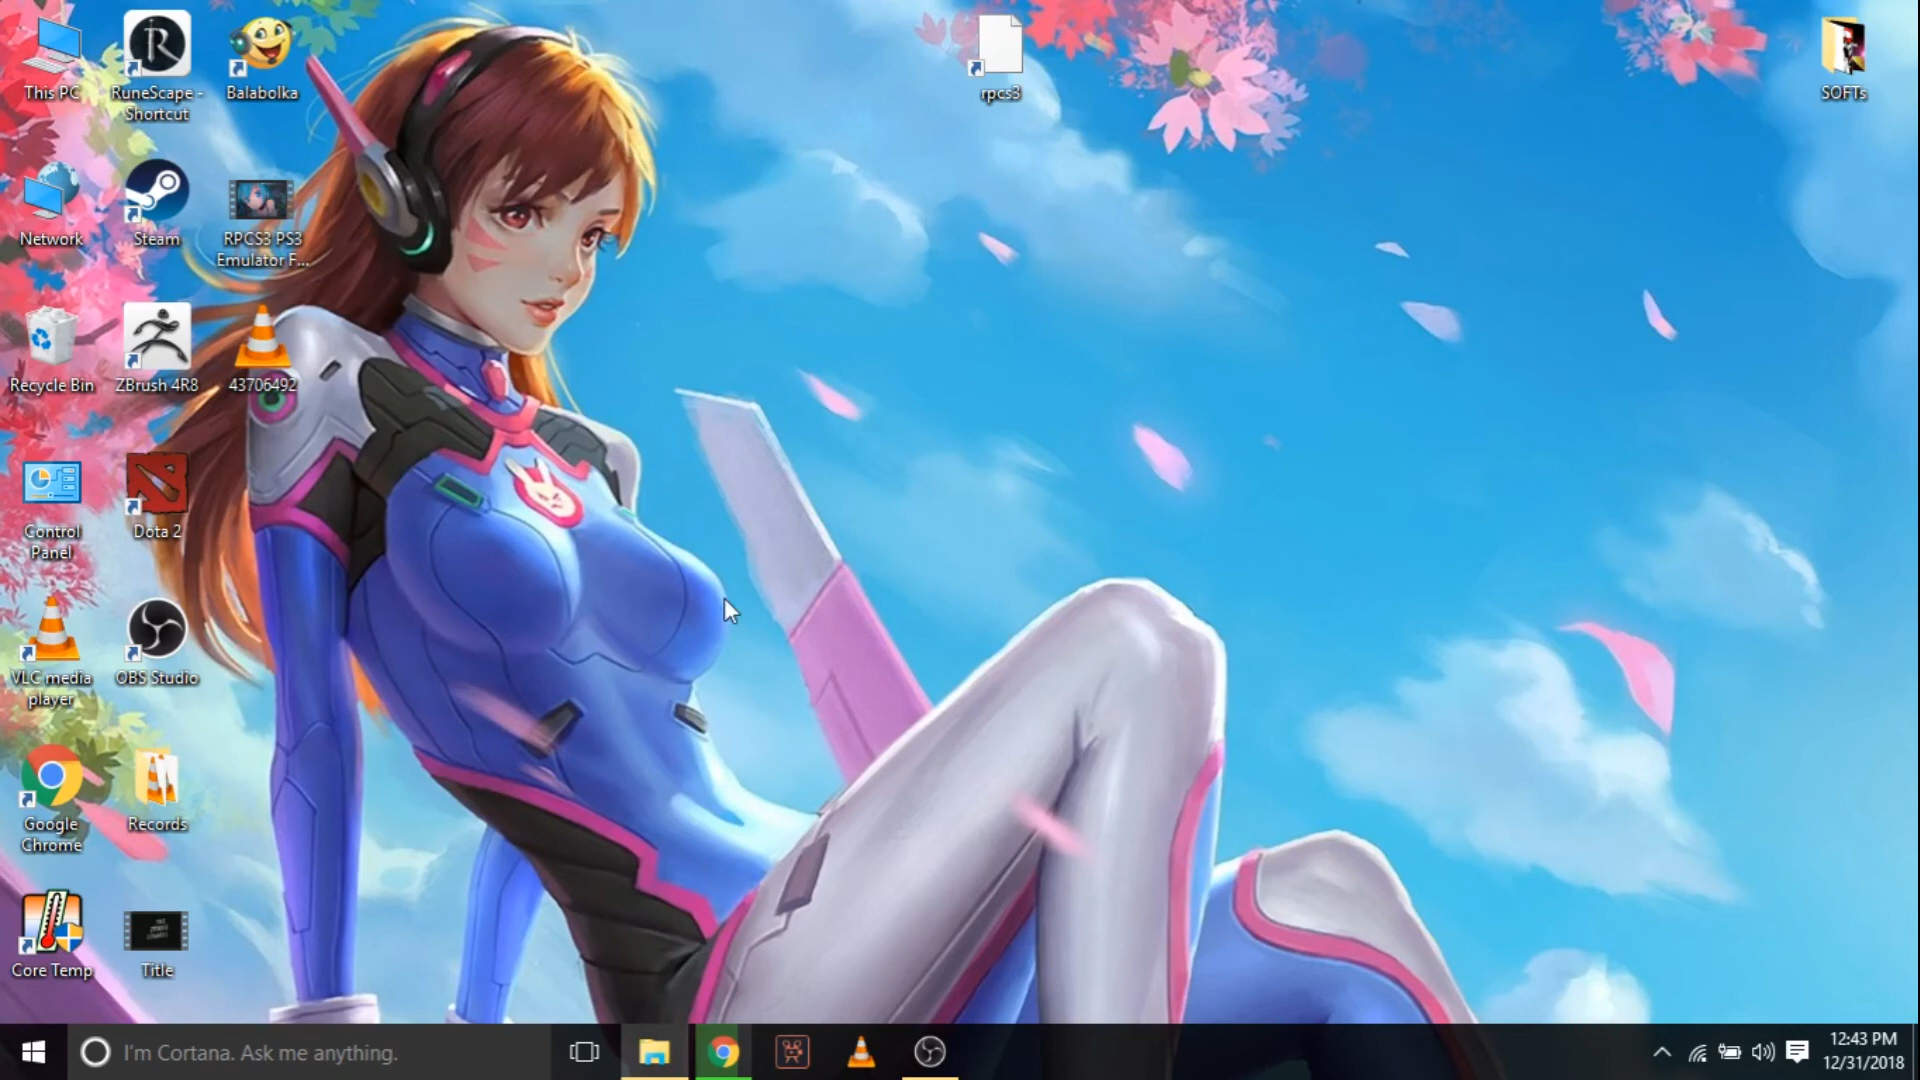 This PC
RuneScape -
Shortcut
Balabolka
rpcs3
SOFTs
Network
Steam
RPCS3 PS3
Emulator F...
Recycle Bin
ZBrush 4R8
43706492
Control
Panel
Dota 2
VLC media
player
OBS Studio
Google
Chrome
Records
Core Temp
Title
I'm Cortana. Ask me anything.
12:43 PM
12/31/2018